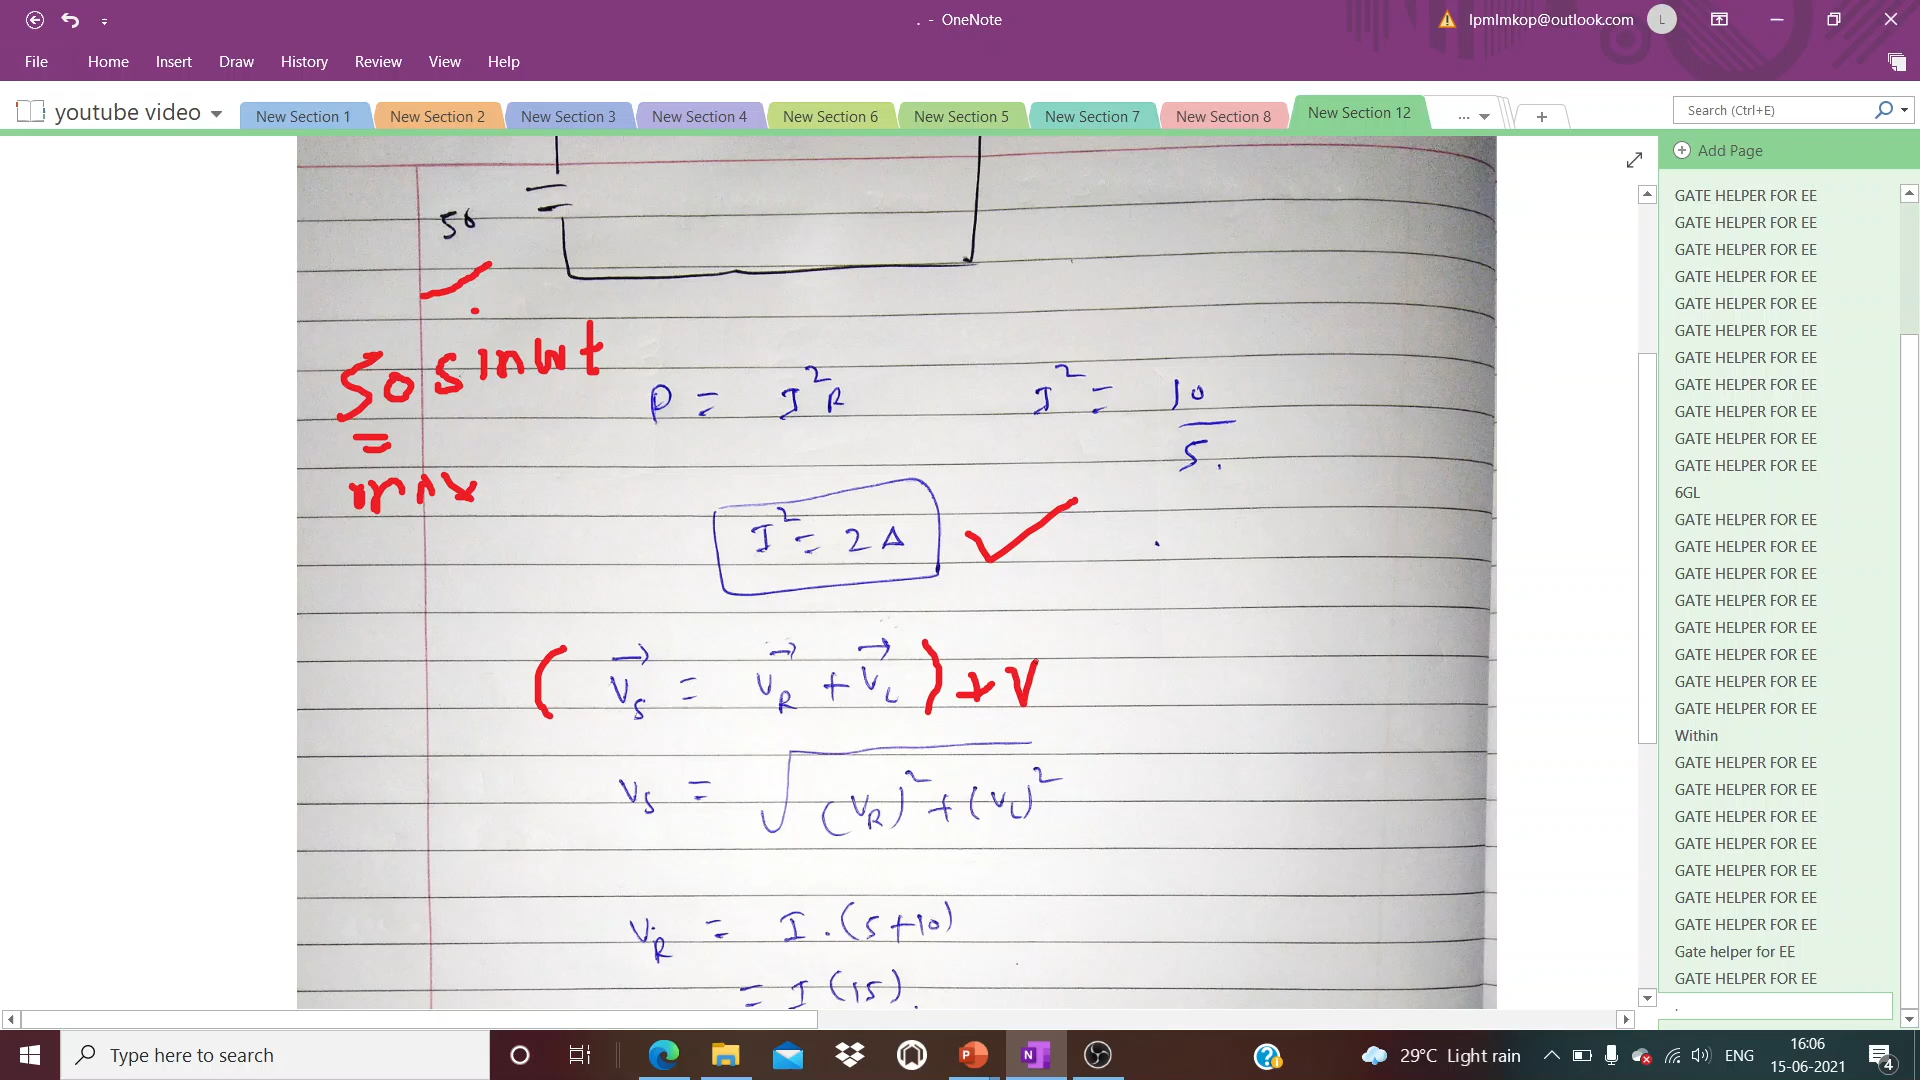 . - OneNote
lpmlmkop@outlook.com
L
File Home Insert Draw History Review View Help
youtube video
New Section 1
New Section 2
New Section 3
New Section 4
New Section 6
New Section 5
New Section 7
New Section 8
New Section 12
...
+
Search (Ctrl+E)
Add Page
GATE HELPER FOR EE
GATE HELPER FOR EE
GATE HELPER FOR EE
GATE HELPER FOR EE
GATE HELPER FOR EE
GATE HELPER FOR EE
GATE HELPER FOR EE
GATE HELPER FOR EE
GATE HELPER FOR EE
GATE HELPER FOR EE
GATE HELPER FOR EE
6GL
GATE HELPER FOR EE
GATE HELPER FOR EE
GATE HELPER FOR EE
GATE HELPER FOR EE
GATE HELPER FOR EE
GATE HELPER FOR EE
GATE HELPER FOR EE
GATE HELPER FOR EE
Within
GATE HELPER FOR EE
GATE HELPER FOR EE
GATE HELPER FOR EE
GATE HELPER FOR EE
GATE HELPER FOR EE
GATE HELPER FOR EE
GATE HELPER FOR EE
Gate helper for EE
GATE HELPER FOR EE
.
50
50 sinwt
=
max
P = I²R I² = 10/5.
I² = 2A
(V⃗s = V⃗R + V⃗L) + V
Vs = √(VR)² + (VL)²
VR = I.(5+10)
= I(15).
Type here to search
29°C Light rain
ENG
16:06
15-06-2021
4